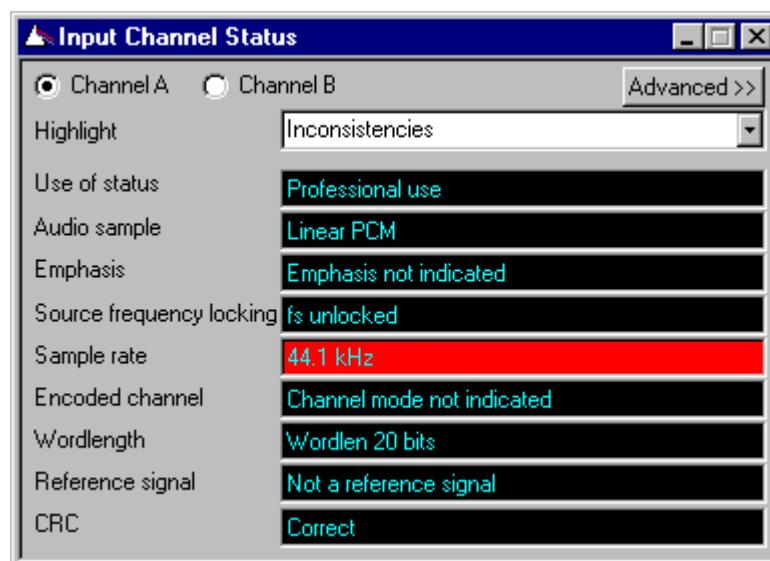 Input Channel Status
Channel A Channel B Advanced >>
Highlight Inconsistencies
Use of status Professional use
Audio sample Linear PCM
Emphasis Emphasis not indicated
Source frequency locking fs unlocked
Sample rate 44.1 kHz
Encoded channel Channel mode not indicated
Wordlength Wordlen 20 bits
Reference signal Not a reference signal
CRC Correct